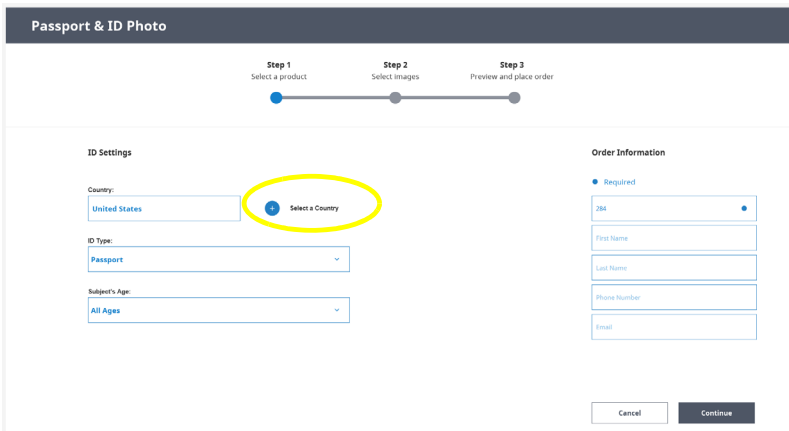 Passport & ID Photo
Step 1
Select a product
Step 2
Select images
Step 3
Preview and place order
ID Settings
Country:
United States
+ Select a Country
ID Type:
Passport
Subject's Age:
All Ages
Order Information
Required
284
First Name
Last Name
Phone Number
Email
Cancel
Continue